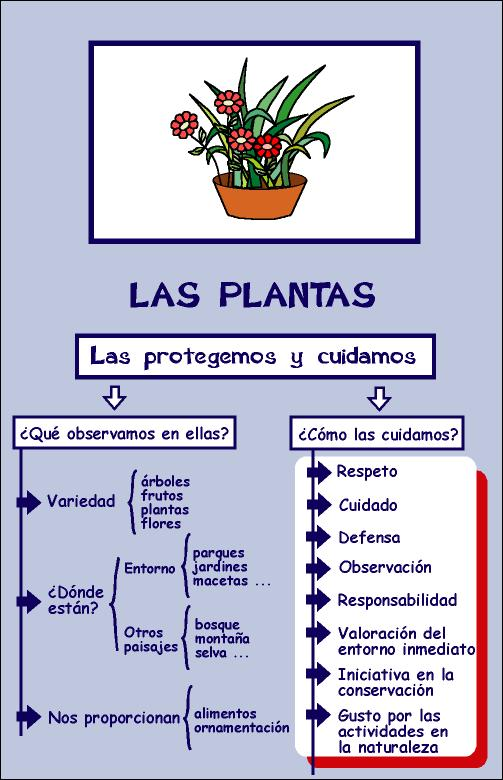 LAS PLANTAS
Las protegemos y cuidamos
¿Qué observamos en ellas?
Variedad
árboles
frutos
plantas
flores
¿Dónde
están?
Entorno
parques
jardines
macetas ...
Otros
paisajes
bosque
montaña
selva ...
Nos proporcionan
alimentos
ornamentación
¿Cómo las cuidamos?
Respeto
Cuidado
Defensa
Observación
Responsabilidad
Valoración del
entorno inmediato
Iniciativa en la
conservación
Gusto por las
actividades en
la naturaleza